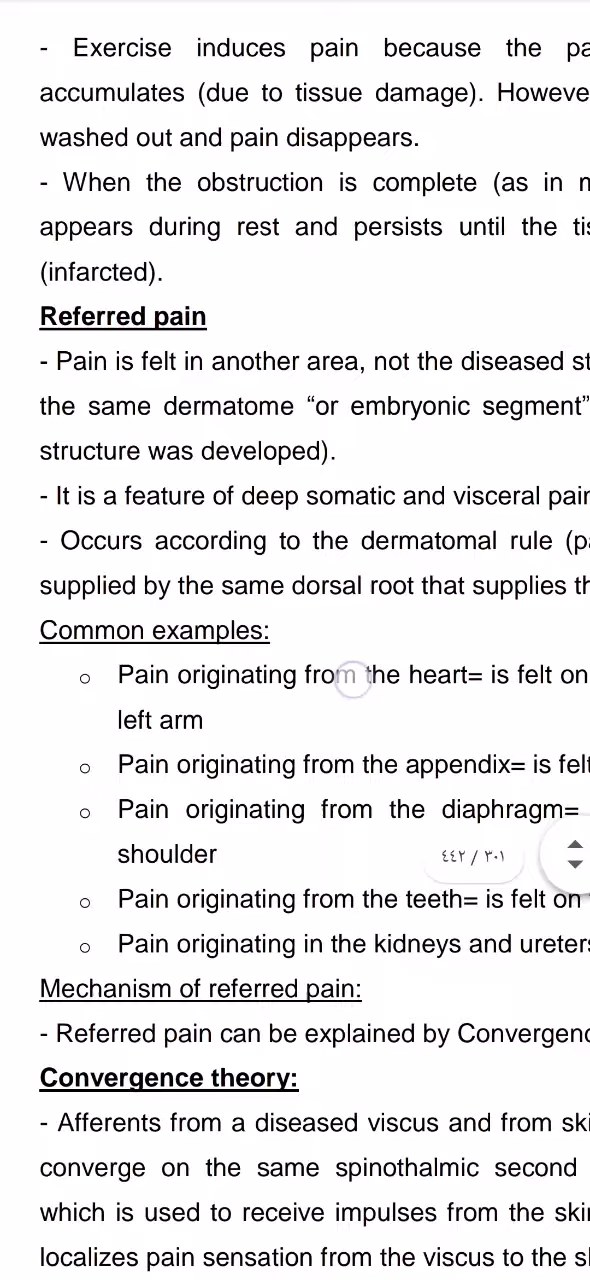 - Exercise induces pain because the pa
accumulates (due to tissue damage). Howeve
washed out and pain disappears.
- When the obstruction is complete (as in m
appears during rest and persists until the tis
(infarcted).
Referred pain
- Pain is felt in another area, not the diseased st
the same dermatome “or embryonic segment”
structure was developed).
- It is a feature of deep somatic and visceral pain
- Occurs according to the dermatomal rule (pa
supplied by the same dorsal root that supplies th
Common examples:
o Pain originating from the heart= is felt on
left arm
o Pain originating from the appendix= is felt
o Pain originating from the diaphragm=
shoulder
٣٠١ / ٤٤٢
o Pain originating from the teeth= is felt on
o Pain originating in the kidneys and ureters
Mechanism of referred pain:
- Referred pain can be explained by Convergenc
Convergence theory:
- Afferents from a diseased viscus and from ski
converge on the same spinothalmic second
which is used to receive impulses from the skin
localizes pain sensation from the viscus to the sk